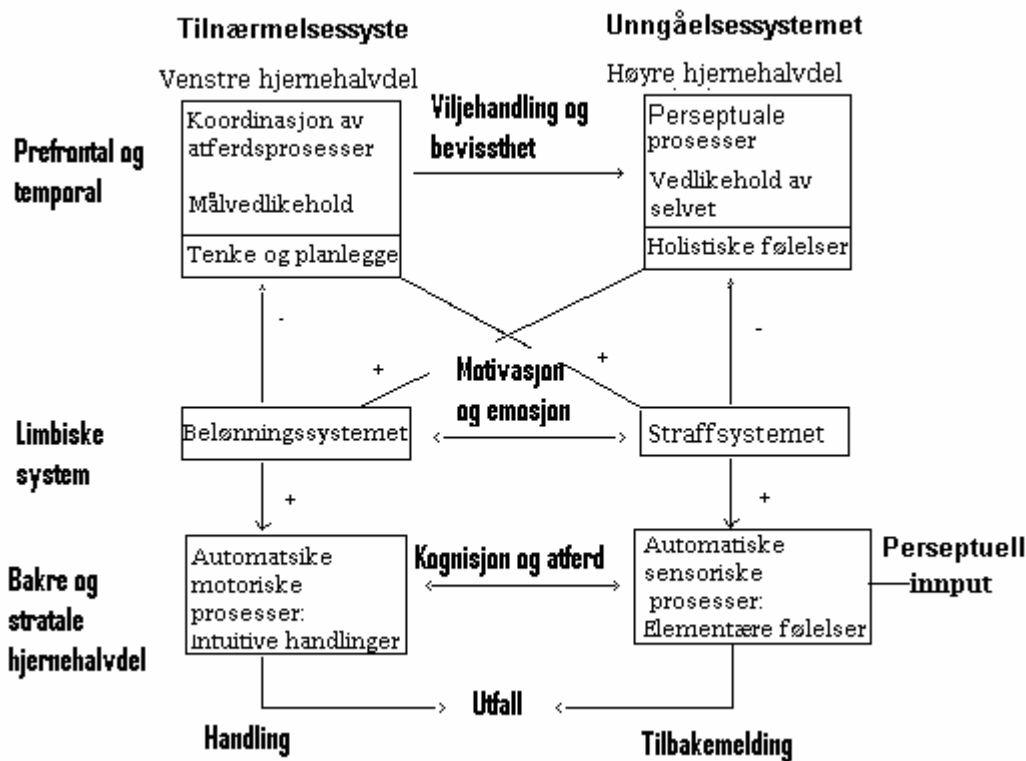 Tilnærmelsessyste
Unngåelsessystemet
Venstre hjernehalvdel
Høyre hjernehalvdel
Prefrontal og
temporal
Koordinasjon av
atferdsprosesser
Målvedlikehold
Tenke og planlegge
Viljehandling og
bevissthet
Perseptuale
prosesser
Vedlikehold av
selvet
Holistiske følelser
-
-
+
+
Motivasjon
og emosjon
Limbiske
system
Belønningssystemet
Straffsystemet
+
+
Bakre og
stratale
hjernehalvdel
Automatsike
motoriske
prosesser:
Intuitive handlinger
Kognisjon og atferd
Automatiske
sensoriske
prosesser:
Elementære følelser
Perseptuell
innput
Utfall
Handling
Tilbakemelding